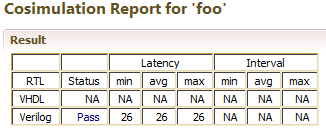 Cosimulation Report for 'foo'
Result
Latency Interval
RTL Status min avg max min avg max
VHDL NA NA NA NA NA NA NA
Verilog Pass 26 26 26 NA NA NA